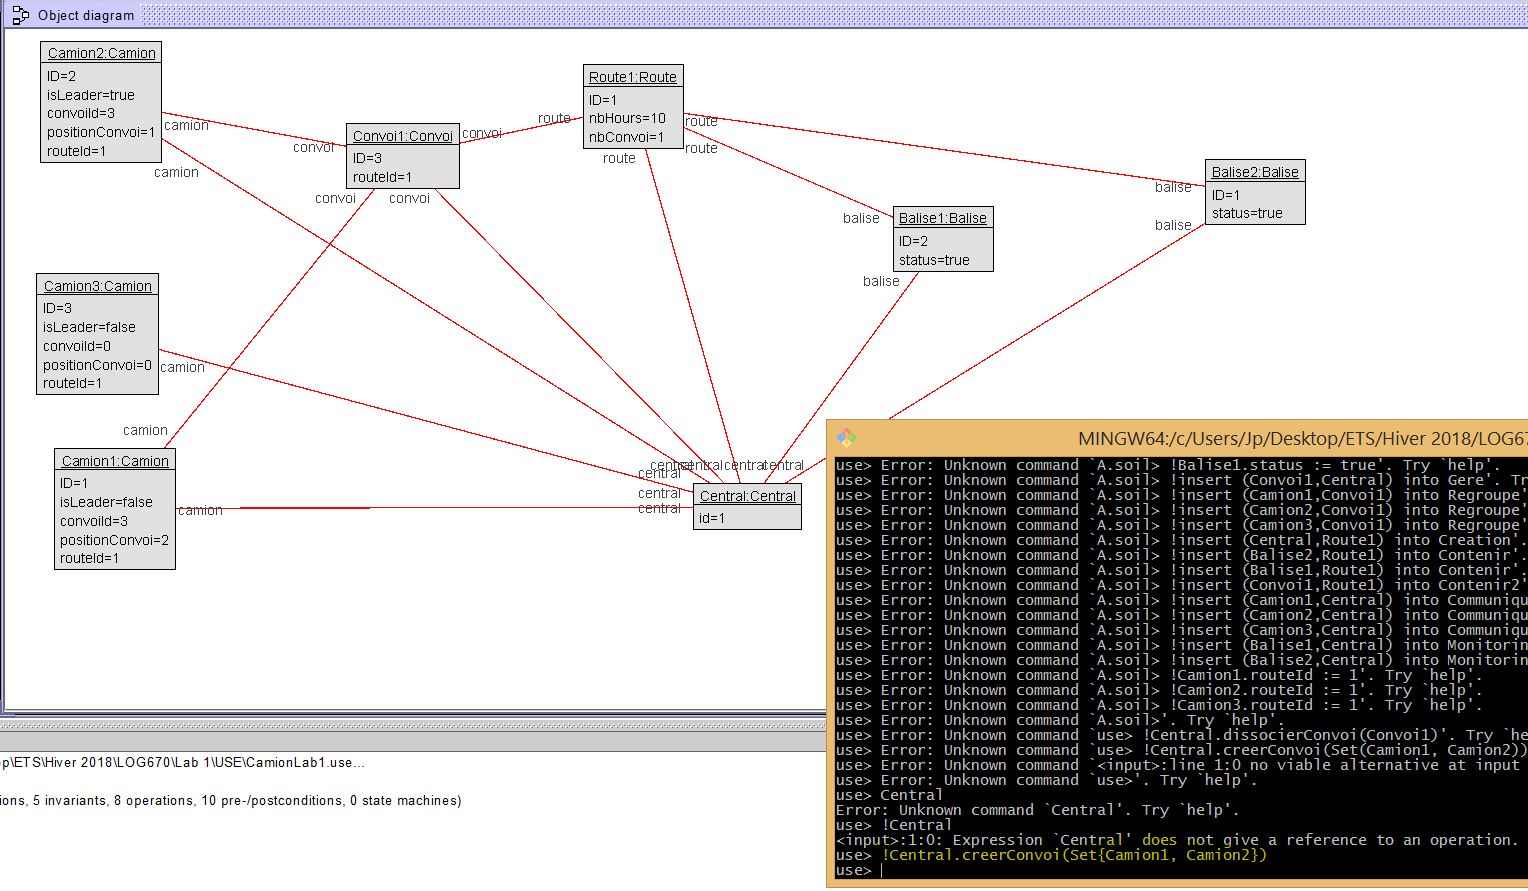 Object diagram
Camion2:Camion
ID=2
isLeader=true
convoiId=3
positionConvoi=1
routeId=1
camion
camion
Convoi1:Convoi
ID=3
routeId=1
convoi
convoi
convoi
convoi
Route1:Route
ID=1
nbHours=10
nbConvoi=1
route
route
route
route
Balise2:Balise
ID=1
status=true
balise
balise
Balise1:Balise
ID=2
status=true
balise
balise
Camion3:Camion
ID=3
isLeader=false
convoiId=0
positionConvoi=0
routeId=1
camion
camion
Camion1:Camion
ID=1
isLeader=false
convoiId=3
positionConvoi=2
routeId=1
camion
central central central central
central
central
central
Central:Central
id=1
p\ETS\Hiver 2018\LOG670\Lab 1\USE\CamionLab1.use...
ions, 5 invariants, 8 operations, 10 pre-/postconditions, 0 state machines)
MINGW64:/c/Users/Jp/Desktop/ETS/Hiver 2018/LOG67
use> Error: Unknown command `A.soil> !Balise1.status := true'. Try `help'.
use> Error: Unknown command `A.soil> !insert (Convoi1,Central) into Gere'. Tr
use> Error: Unknown command `A.soil> !insert (Camion1,Convoi1) into Regroupe'
use> Error: Unknown command `A.soil> !insert (Camion2,Convoi1) into Regroupe'
use> Error: Unknown command `A.soil> !insert (Camion3,Convoi1) into Regroupe'
use> Error: Unknown command `A.soil> !insert (Central,Route1) into Creation'.
use> Error: Unknown command `A.soil> !insert (Balise2,Route1) into Contenir'.
use> Error: Unknown command `A.soil> !insert (Balise1,Route1) into Contenir'.
use> Error: Unknown command `A.soil> !insert (Convoi1,Route1) into Contenir2'
use> Error: Unknown command `A.soil> !insert (Camion1,Central) into Communiqu
use> Error: Unknown command `A.soil> !insert (Camion2,Central) into Communiqu
use> Error: Unknown command `A.soil> !insert (Camion3,Central) into Communiqu
use> Error: Unknown command `A.soil> !insert (Balise1,Central) into Monitorin
use> Error: Unknown command `A.soil> !insert (Balise2,Central) into Monitorin
use> Error: Unknown command `A.soil> !Camion1.routeId := 1'. Try `help'.
use> Error: Unknown command `A.soil> !Camion2.routeId := 1'. Try `help'.
use> Error: Unknown command `A.soil> !Camion3.routeId := 1'. Try `help'.
use> Error: Unknown command `A.soil>'. Try `help'.
use> Error: Unknown command `use> !Central.dissocierConvoi(Convoi1)'. Try `he
use> Error: Unknown command `use> !Central.creerConvoi(Set(Camion1, Camion2))
use> Error: Unknown command `<input>:line 1:0 no viable alternative at input
use> Error: Unknown command `use>'. Try `help'.
use> Central
Error: Unknown command `Central'. Try `help'.
use> !Central
<input>:1:0: Expression `Central' does not give a reference to an operation.
use> !Central.creerConvoi(Set{Camion1, Camion2})
use>